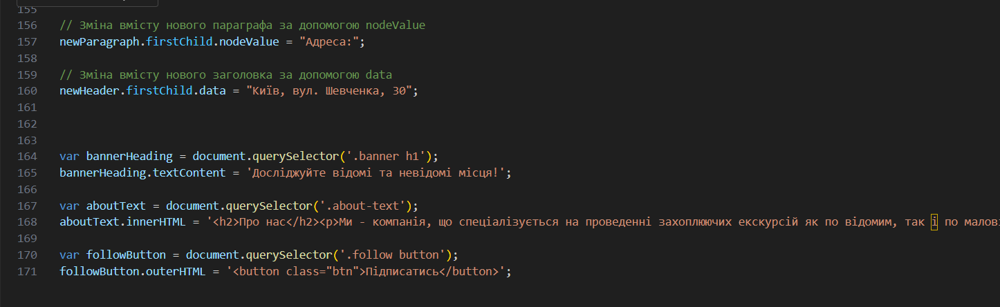 155
156 // Зміна вмісту нового параграфа за допомогою nodeValue
157 newParagraph.firstChild.nodeValue = "Адреса:";
158
159 // Зміна вмісту нового заголовка за допомогою data
160 newHeader.firstChild.data = "Київ, вул. Шевченка, 30";
161
162
163
164 var bannerHeading = document.querySelector('.banner h1');
165 bannerHeading.textContent = 'Досліджуйте відомі та невідомі місця!';
166
167 var aboutText = document.querySelector('.about-text');
168 aboutText.innerHTML = '<h2>Про нас</h2><p>Ми - компанія, що спеціалізується на проведенні захоплюючих екскурсій як по відомим, так і по
169
170 var followButton = document.querySelector('.follow button');
171 followButton.outerHTML = '<button class="btn">Підписатись</button>';